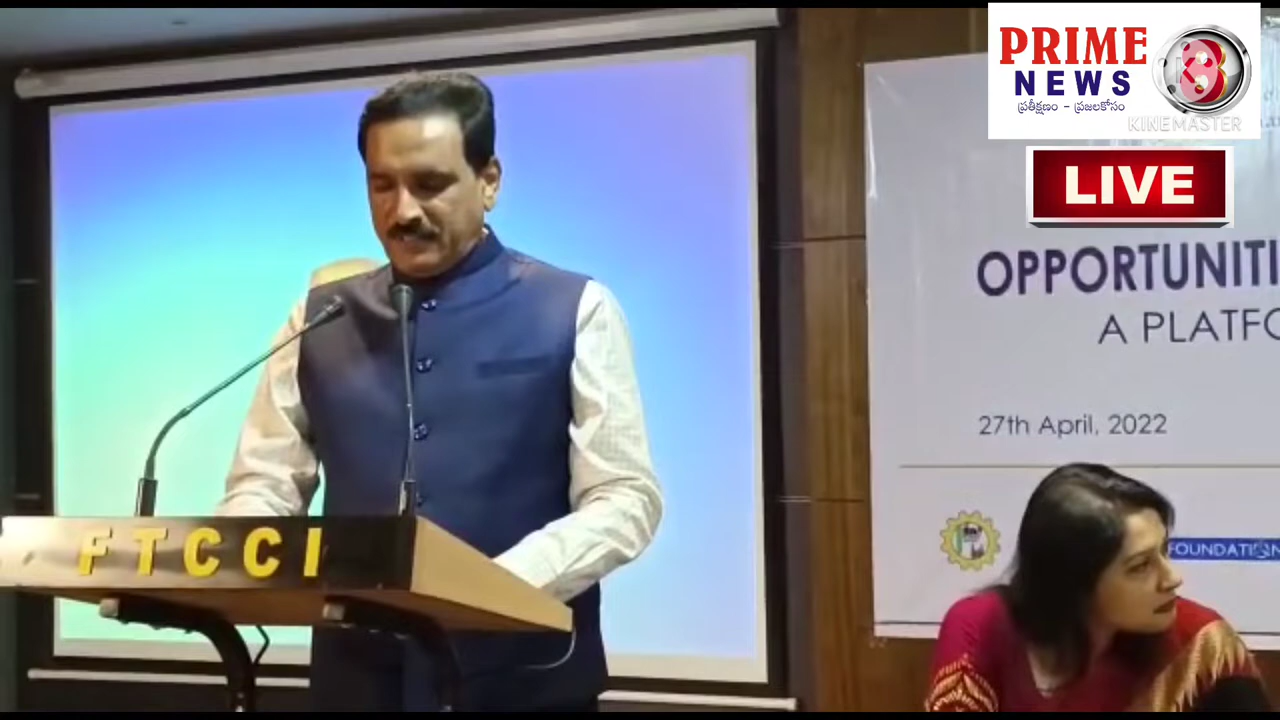 PRIME
NEWS
ప్రతీక్షణం - ప్రజలకోసం
KINEMASTER
LIVE
OPPORTUNITI
A PLATFO
27th April, 2022
FOUNDATION
FTCCI